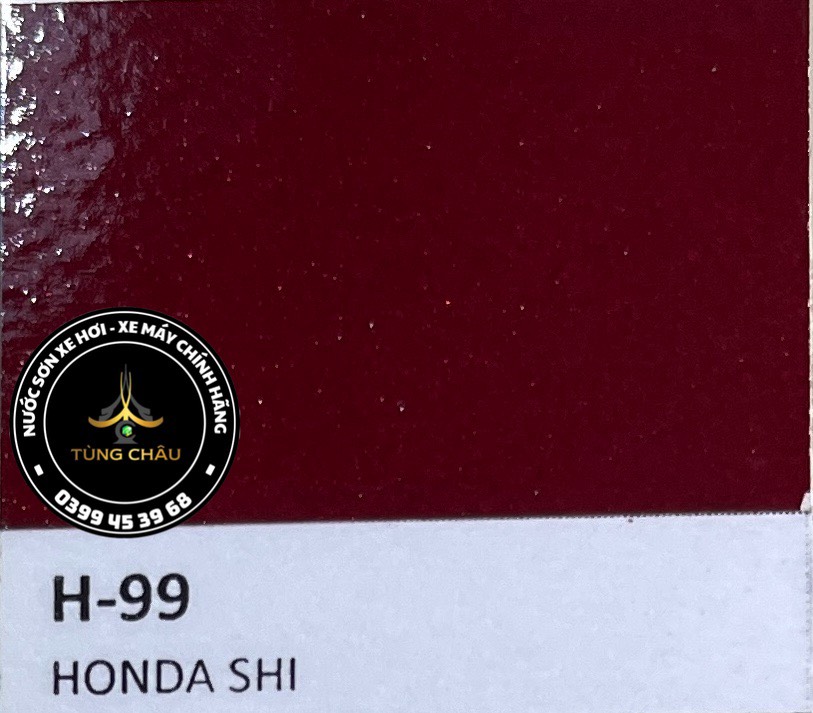 NƯỚC SƠN XE HƠI - XE MÁY CHÍNH HÃNG
TÙNG CHÂU
0399 45 39 68
H-99
HONDA SHI